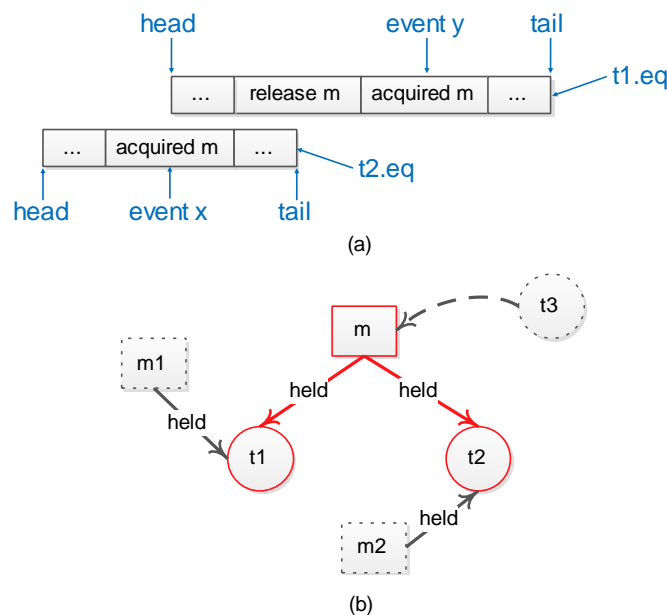 head event y tail
... release m acquired m ... t1.eq
... acquired m ... t2.eq
head event x tail
(a)
t3
m
m1
held held
held
t1 t2
held
m2
(b)